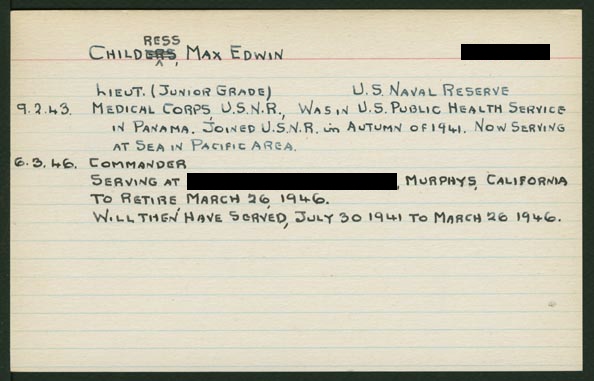 CHILDERS RESS, MAX EDWIN
LIEUT. (JUNIOR GRADE) U.S. NAVAL RESERVE
9.2.43. MEDICAL CORPS, U.S.N.R., WAS IN U.S. PUBLIC HEALTH SERVICE
IN PANAMA. JOINED U.S.N.R. in AUTUMN OF 1941. NOW SERVING
AT SEA IN PACIFIC AREA.
6.3.46. COMMANDER
SERVING AT , MURPHYS, CALIFORNIA
TO RETIRE MARCH 26, 1946.
WILL THEN HAVE SERVED, JULY 30 1941 TO MARCH 26 1946.